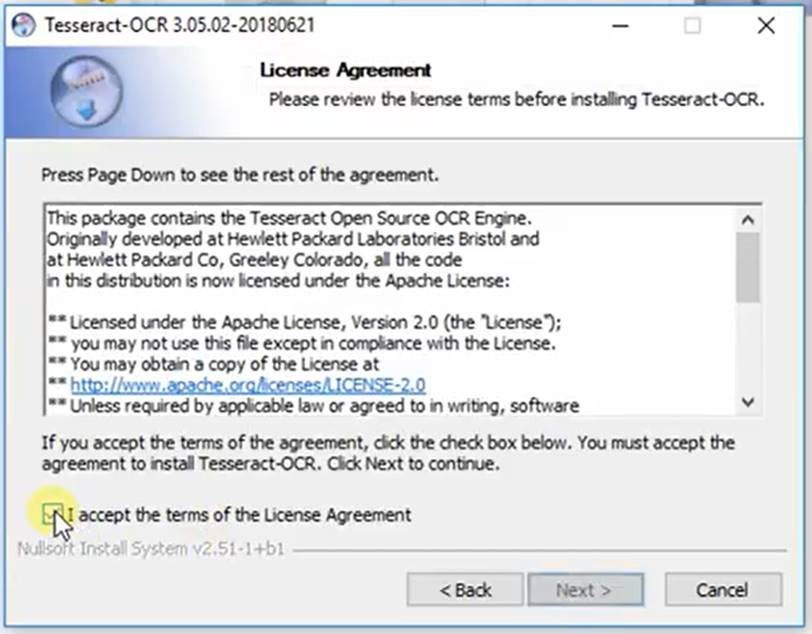 Tesseract-OCR 3.05.02-20180621
License Agreement
Please review the license terms before installing Tesseract-OCR.
Press Page Down to see the rest of the agreement.
This package contains the Tesseract Open Source OCR Engine.
Originally developed at Hewlett Packard Laboratories Bristol and
at Hewlett Packard Co, Greeley Colorado, all the code
in this distribution is now licensed under the Apache License:
** Licensed under the Apache License, Version 2.0 (the "License");
** you may not use this file except in compliance with the License.
** You may obtain a copy of the License at
** http://www.apache.org/licenses/LICENSE-2.0
** Unless required by applicable law or agreed to in writing, software
If you accept the terms of the agreement, click the check box below. You must accept the
agreement to install Tesseract-OCR. Click Next to continue.
I accept the terms of the License Agreement
Nullsoft Install System v2.51-1+b1
< Back
Next >
Cancel